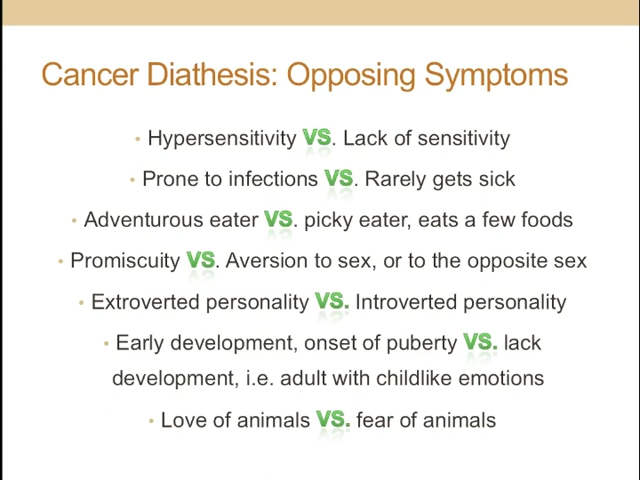 Cancer Diathesis: Opposing Symptoms
• Hypersensitivity VS. Lack of sensitivity
• Prone to infections VS. Rarely gets sick
• Adventurous eater VS. picky eater, eats a few foods
• Promiscuity VS. Aversion to sex, or to the opposite sex
• Extroverted personality VS. Introverted personality
• Early development, onset of puberty VS. lack
development, i.e. adult with childlike emotions
• Love of animals VS. fear of animals